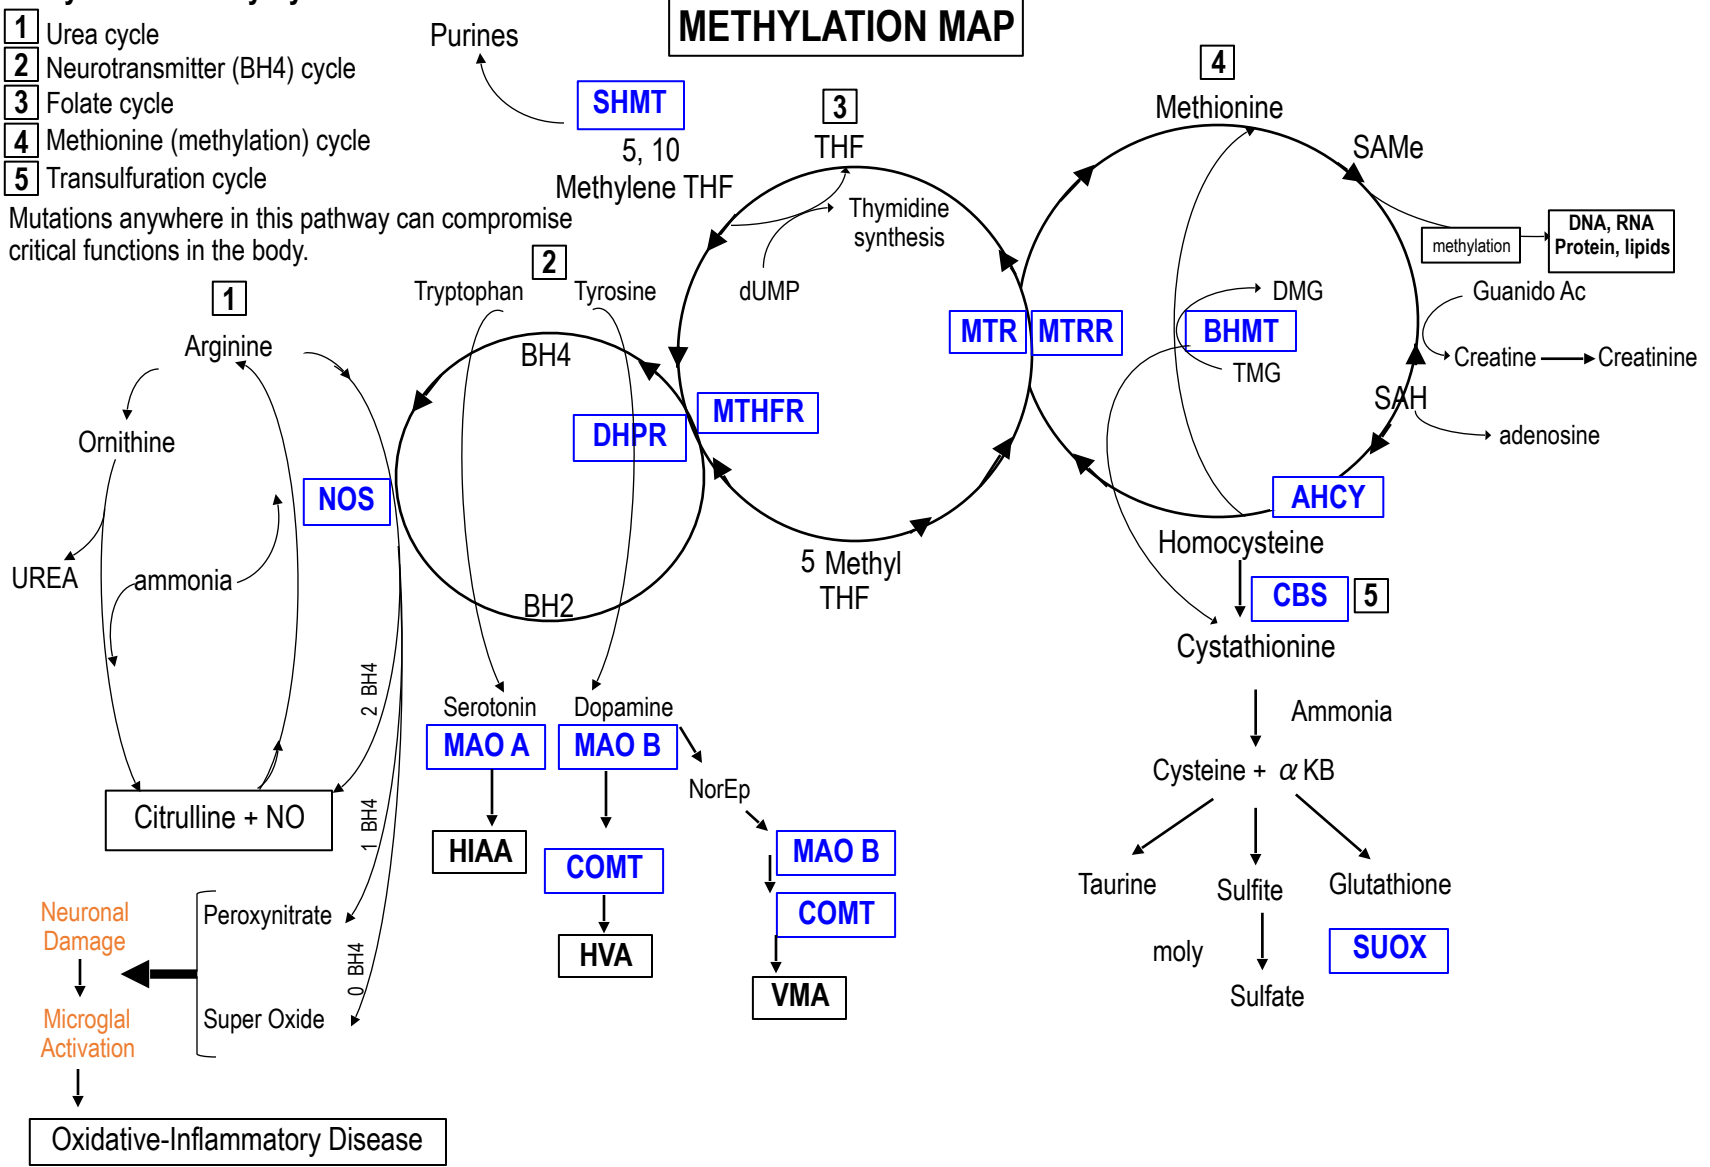 METHYLATION MAP
1 Urea cycle
2 Neurotransmitter (BH4) cycle
3 Folate cycle
4 Methionine (methylation) cycle
5 Transulfuration cycle
Mutations anywhere in this pathway can compromise
critical functions in the body.
1
Arginine
Ornithine
NOS
UREA
ammonia
Citrulline + NO
2 BH4
1 BH4
0 BH4
Peroxynitrate
Super Oxide
Neuronal
Damage
Microglal
Activation
Oxidative-Inflammatory Disease
2
Tryptophan
Tyrosine
BH4
DHPR
BH2
Serotonin
MAO A
HIAA
Dopamine
MAO B
COMT
HVA
NorEp
MAO B
COMT
VMA
Purines
SHMT
5, 10
Methylene THF
3
THF
Thymidine
synthesis
dUMP
MTHFR
5 Methyl
THF
MTR
MTRR
4
Methionine
SAMe
methylation
DNA, RNA
Protein, lipids
Guanido Ac
Creatine
Creatinine
DMG
BHMT
TMG
SAH
adenosine
AHCY
Homocysteine
CBS
5
Cystathionine
Ammonia
Cysteine + α KB
Taurine
Sulfite
Glutathione
moly
SUOX
Sulfate